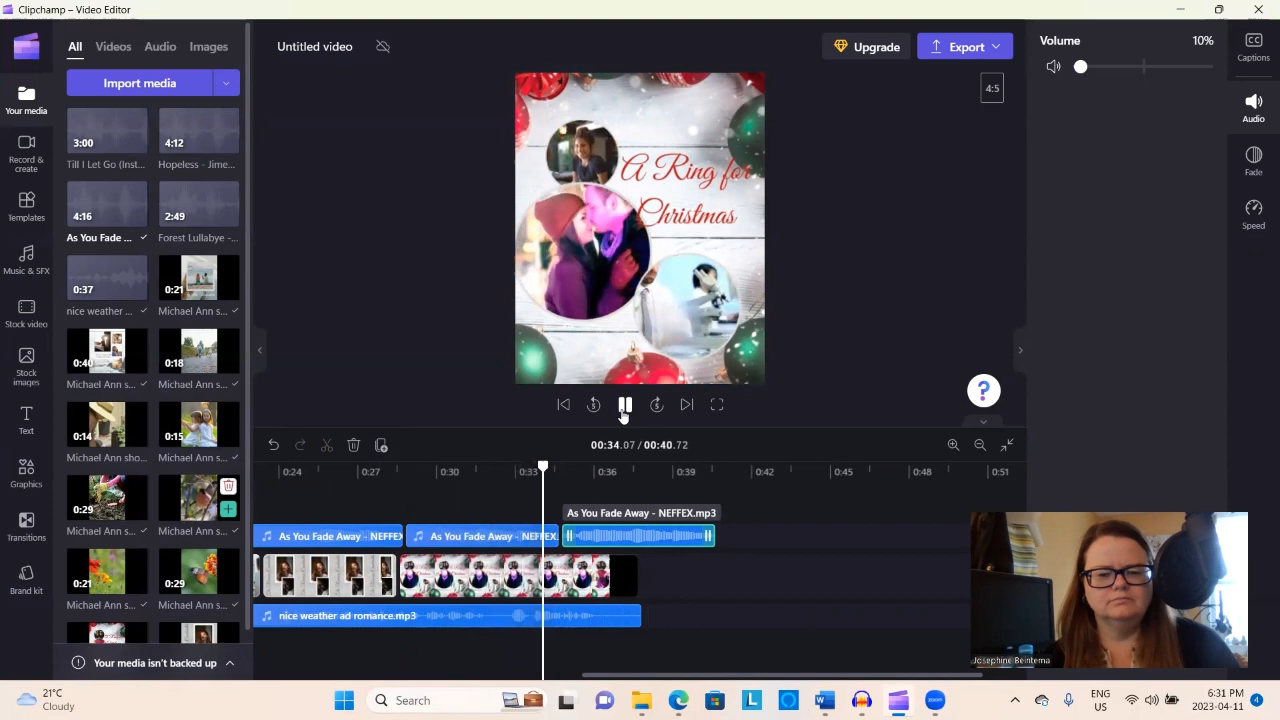 Clipchamp – Video Editor
All Videos Audio Images
Untitled video
Upgrade
Export
Volume 10%
Captions
Import media
4:5
Your media
Audio
3:00 4:12
Till I Let Go (Inst... Hopeless - Jime...
Record & create
A Ring for
Christmas
Fade
4:16 2:49
Templates
As You Fade ... Forest Lullabye -...
Speed
Music & SFX
0:37 0:21
nice weather ... Michael Ann s...
Stock video
0:40 0:18
Michael Ann s... Michael Ann s...
Stock images
?
5 5
0:14 0:15
Text
Michael Ann sho... Michael Ann s...
00:34.07 / 00:40.72
0:24 0:27 0:30 0:33 0:36 0:39 0:42 0:45 0:48 0:51
Graphics
0:29
Michael Ann s... Michael Ann s...
As You Fade Away - NEFFEX.mp3
Transitions
As You Fade Away - NEFFEX As You Fade Away - NEFFEX.
0:21 0:29
Brand kit
Michael Ann s... Michael Ann s...
nice weather ad romance.mp3
Your media isn't backed up
Josephine Beintema
21°C
Cloudy
Search
ENG
US
6:31 PM
2023-04-11
4